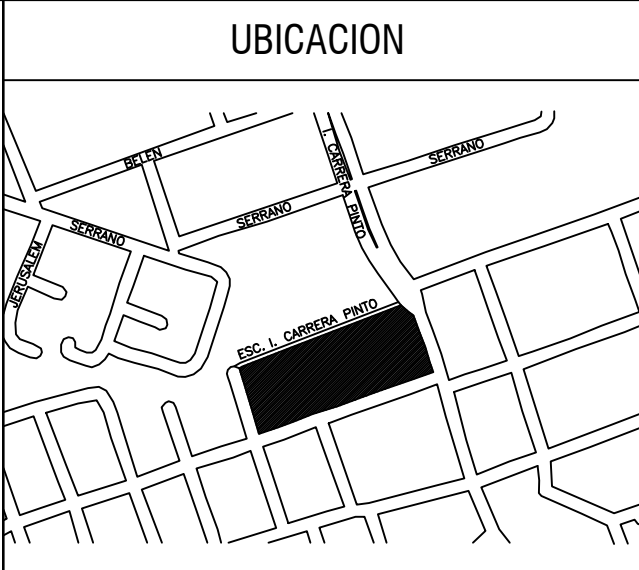 UBICACION
BELEN
I. CARRERA PINTO
SERRANO
SERRANO
SERRANO
JERUSALEM
ESC. I. CARRERA PINTO